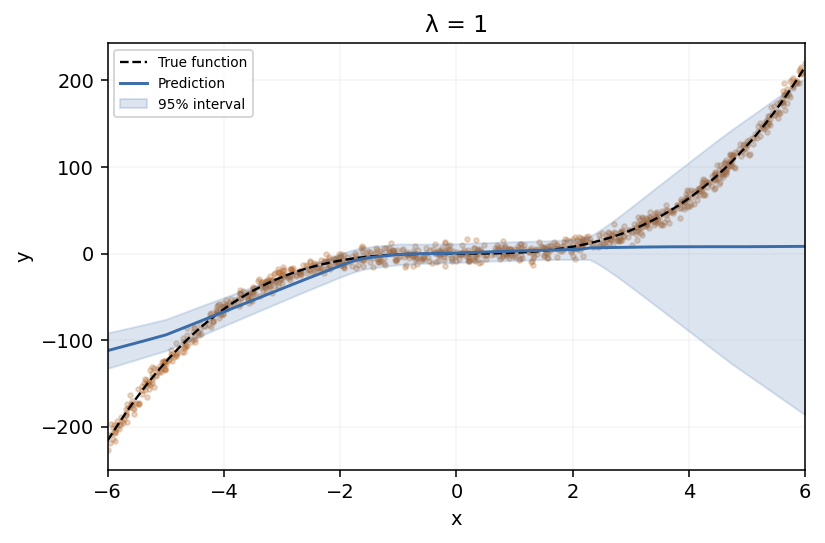 λ = 1
True function
Prediction
95% interval
200
100
0
−100
−200
y
−6
−4
−2
0
2
4
6
x